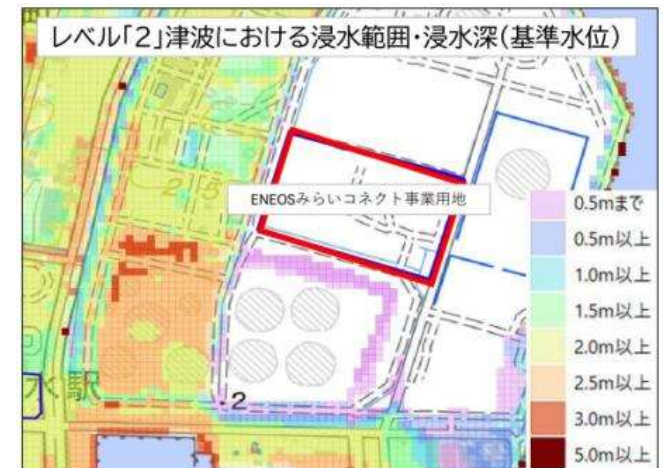 レベル「2」津波における浸水範囲・浸水深(基準水位)
25
ENEOSみらいコネクト事業用地
0.5mまで
0.5m以上
1.0m以上
1.5m以上
2.0m以上
2.5m以上
3.0m以上
5.0m以上
水駅
2